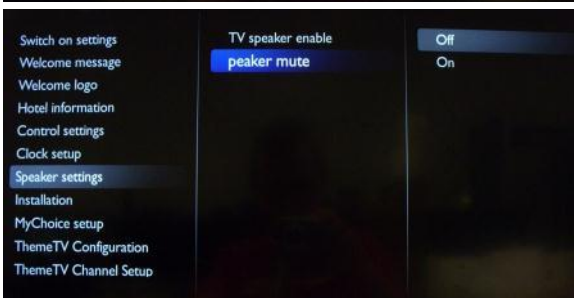 Switch on settings
Welcome message
Welcome logo
Hotel information
Control settings
Clock setup
Speaker settings
Installation
MyChoice setup
ThemeTV Configuration
ThemeTV Channel Setup
TV speaker enable
peaker mute
Off
On